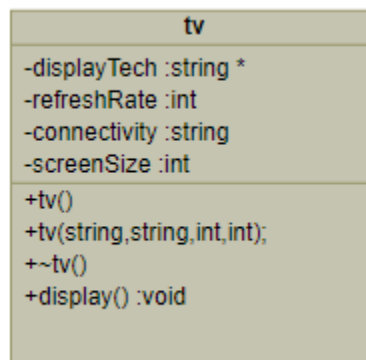 tv
-displayTech :string *
-refreshRate :int
-connectivity :string
-screenSize :int
+tv()
+tv(string,string,int,int);
+~tv()
+display() :void